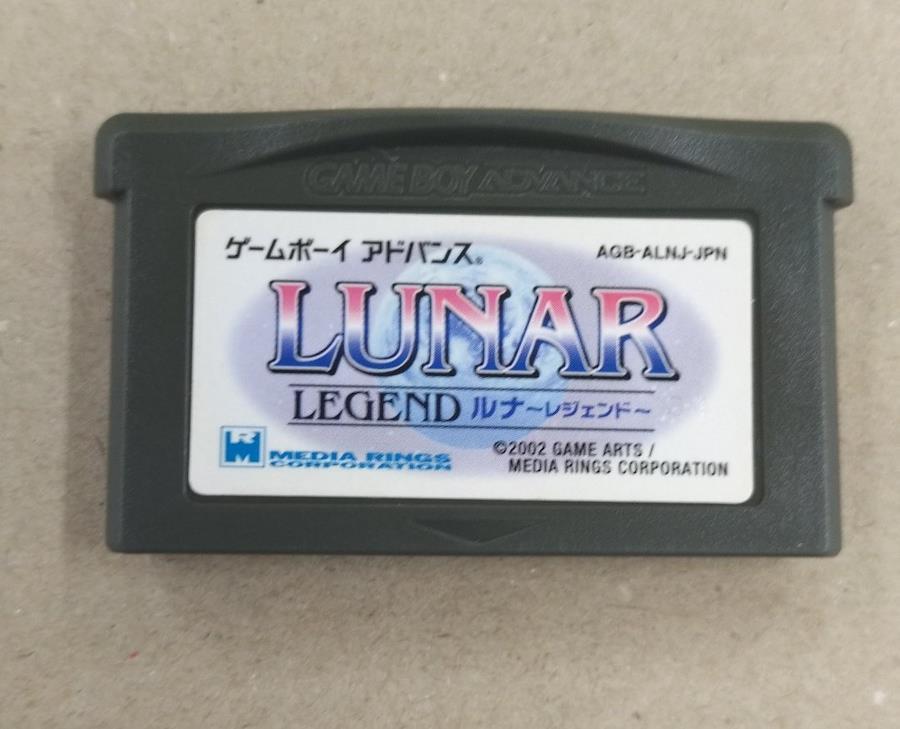 GAME BOY ADVANCE
ゲームボーイ アドバンス®
AGB-ALNJ-JPN
LUNAR
LEGEND ルナ～レジェンド～
RM MEDIA RINGS
CORPORATION
©2002 GAME ARTS /
MEDIA RINGS CORPORATION